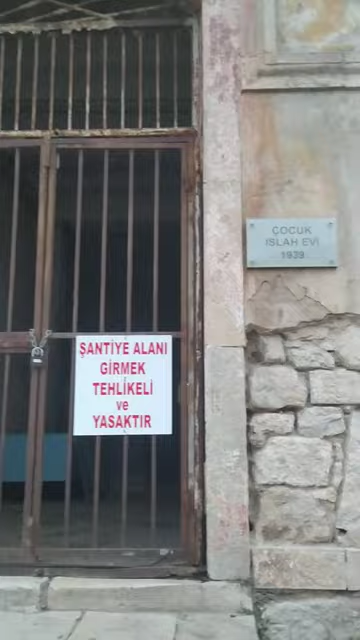 ÇOCUK
ISLAH EVİ
1939
ŞANTİYE ALANI
GİRMEK
TEHLİKELİ
ve
YASAKTIR